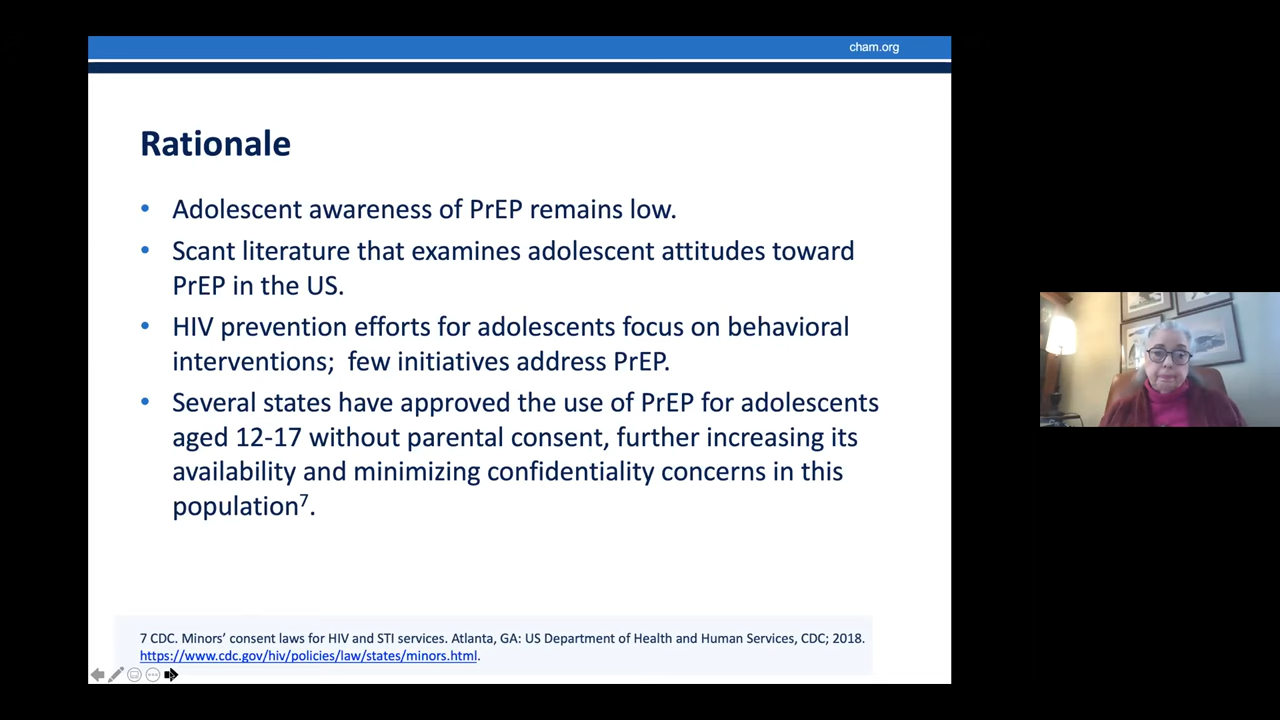 cham.org
Rationale
• Adolescent awareness of PrEP remains low.
• Scant literature that examines adolescent attitudes toward
PrEP in the US.
• HIV prevention efforts for adolescents focus on behavioral
interventions;  few initiatives address PrEP.
• Several states have approved the use of PrEP for adolescents
aged 12-17 without parental consent, further increasing its
availability and minimizing confidentiality concerns in this
population⁷.
7 CDC. Minors’ consent laws for HIV and STI services. Atlanta, GA: US Department of Health and Human Services, CDC; 2018.
https://www.cdc.gov/hiv/policies/law/states/minors.html.